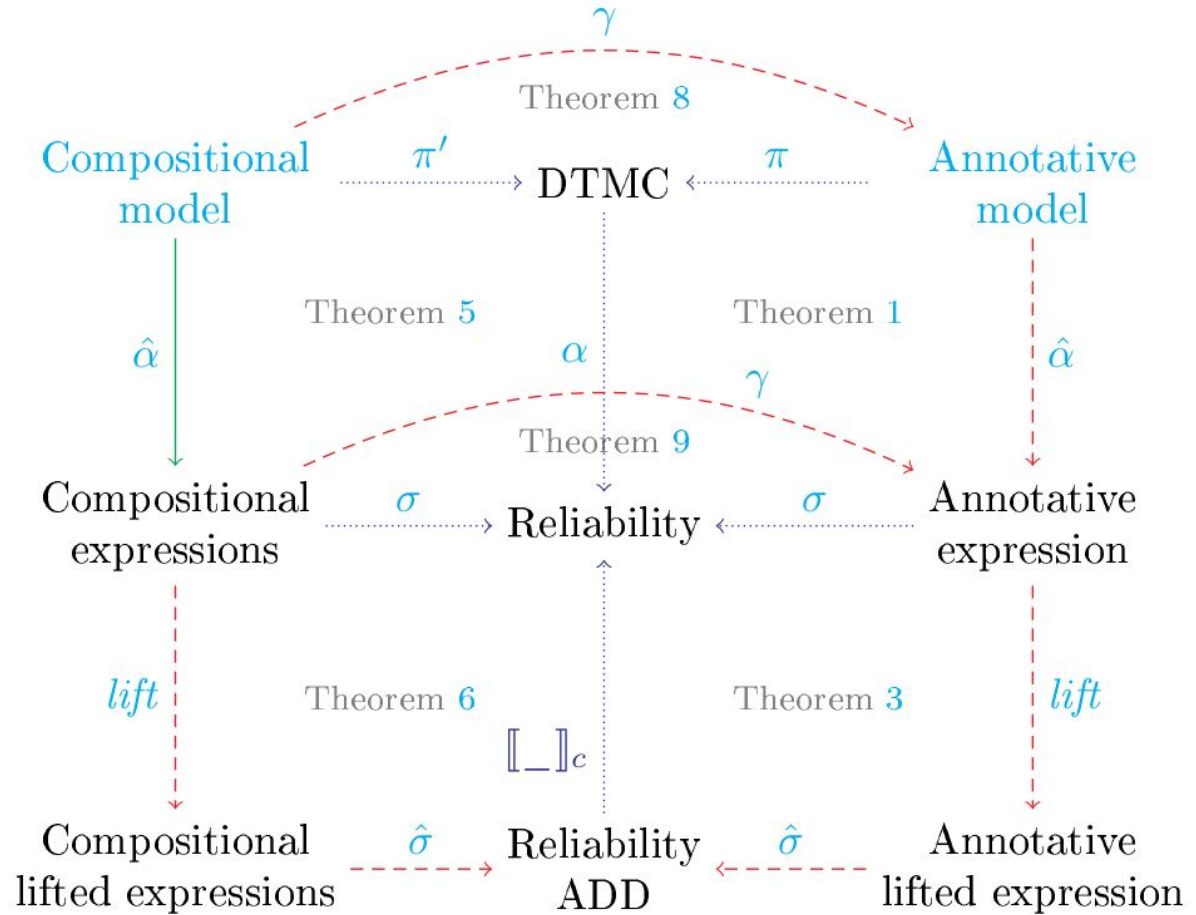 γ
Theorem 8
Compositional
model
π′
DTMC
π
Annotative
model
Theorem 5
Theorem 1
α̂
α
α̂
γ
Theorem 9
Compositional
expressions
σ
Reliability
σ
Annotative
expression
lift
Theorem 6
Theorem 3
lift
⟦_⟧c
Compositional
lifted expressions
σ̂
Reliability
ADD
σ̂
Annotative
lifted expression